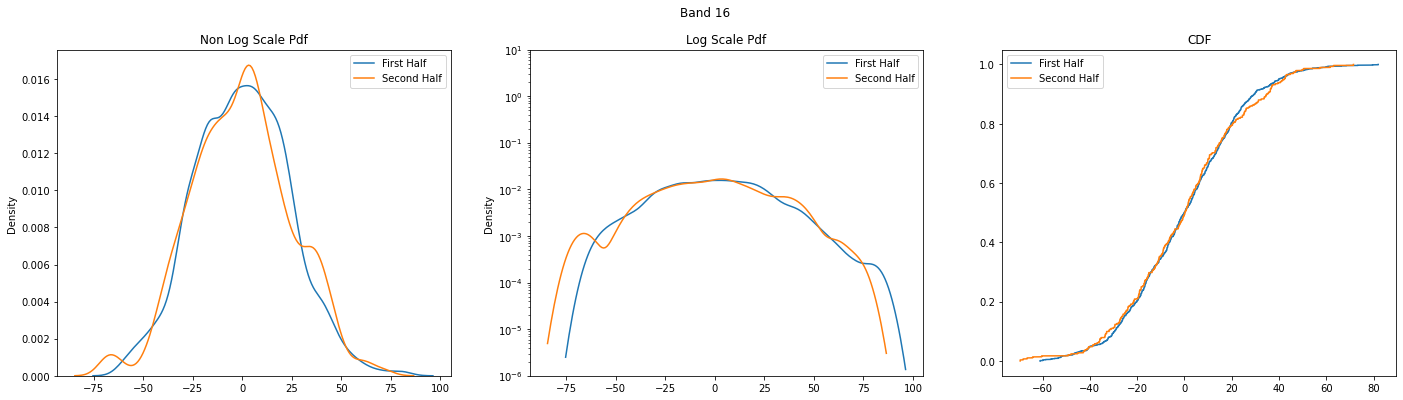 Band 16
Non Log Scale Pdf
First Half
Second Half
Density
0.016
0.014
0.012
0.010
0.008
0.006
0.004
0.002
0.000
−75 −50 −25 0 25 50 75 100
Log Scale Pdf
First Half
Second Half
Density
10^1
10^0
10^−1
10^−2
10^−3
10^−4
10^−5
10^−6
−75 −50 −25 0 25 50 75 100
CDF
First Half
Second Half
1.0
0.8
0.6
0.4
0.2
0.0
−60 −40 −20 0 20 40 60 80